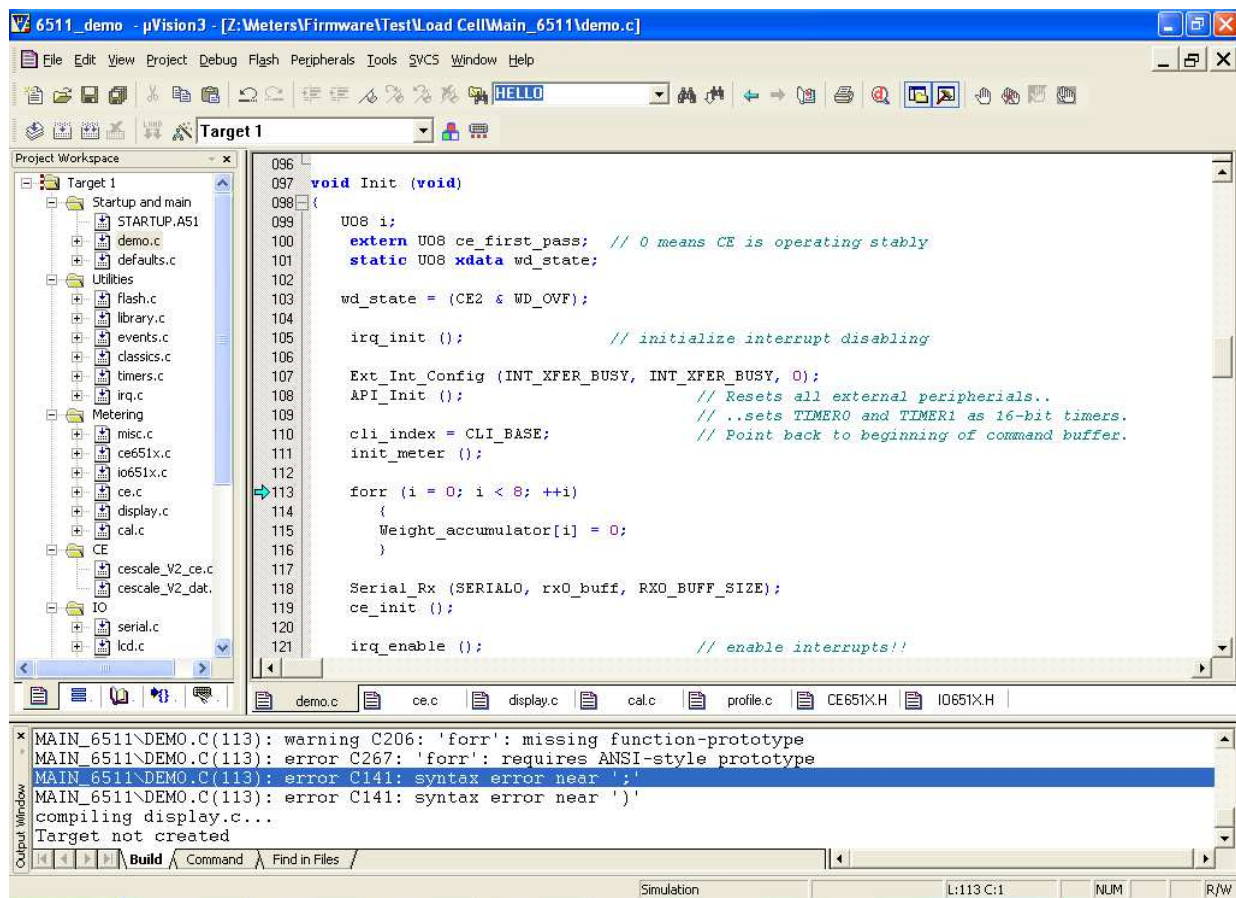 6511_demo - µVision3 - [Z:\Meters\Firmware\Test\Load Cell\Main_6511\demo.c]
File Edit View Project Debug Flash Peripherals Tools SVCS Window Help
HELLO
Target 1
Project Workspace
Target 1
Startup and main
STARTUP.A51
demo.c
defaults.c
Utilities
flash.c
library.c
events.c
classics.c
timers.c
irq.c
Metering
misc.c
ce651x.c
io651x.c
ce.c
display.c
cal.c
CE
cescale_V2_ce.c
cescale_V2_dat.
IO
serial.c
lcd.c
096
097 void Init (void)
098 {
099 U08 i;
100 extern U08 ce_first_pass; // 0 means CE is operating stably
101 static U08 xdata wd_state;
102
103 wd_state = (CE2 & WD_OVF);
104
105 irq_init (); // initialize interrupt disabling
106
107 Ext_Int_Config (INT_XFER_BUSY, INT_XFER_BUSY, 0);
108 API_Init (); // Resets all external peripherials..
109 // ..sets TIMER0 and TIMER1 as 16-bit timers.
110 cli_index = CLI_BASE; // Point back to beginning of command buffer.
111 init_meter ();
112
113 forr (i = 0; i < 8; ++i)
114 {
115 Weight_accumulator[i] = 0;
116 }
117
118 Serial_Rx (SERIAL0, rx0_buff, RX0_BUFF_SIZE);
119 ce_init ();
120
121 irq_enable (); // enable interrupts!!
demo.c ce.c display.c cal.c profile.c CE651X.H IO651X.H
MAIN_6511\DEMO.C(113): warning C206: 'forr': missing function-prototype
MAIN_6511\DEMO.C(113): error C267: 'forr': requires ANSI-style prototype
MAIN_6511\DEMO.C(113): error C141: syntax error near ';'
MAIN_6511\DEMO.C(113): error C141: syntax error near ')'
compiling display.c...
Target not created
Output Window
Build Command Find in Files
Simulation L:113 C:1 NUM R/W